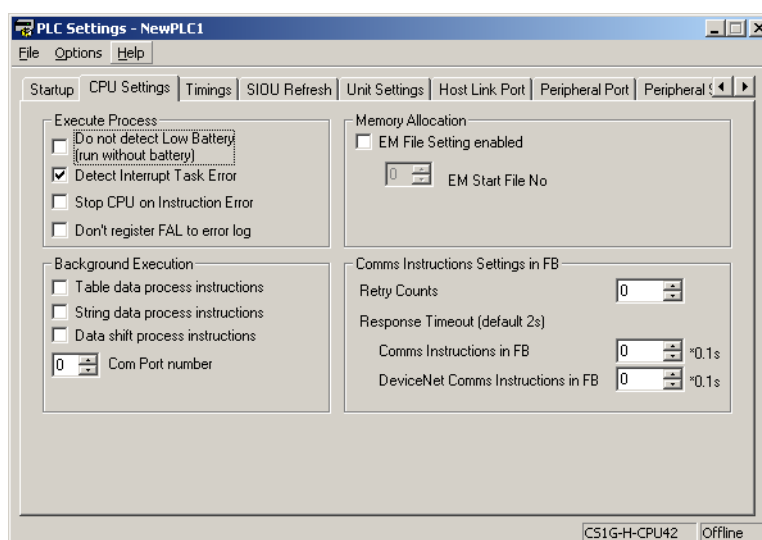 PLC Settings - NewPLC1
File Options Help
Startup CPU Settings Timings SIOU Refresh Unit Settings Host Link Port Peripheral Port Peripheral
Execute Process
Do not detect Low Battery
(run without battery)
Detect Interrupt Task Error
Stop CPU on Instruction Error
Don't register FAL to error log
Memory Allocation
EM File Setting enabled
0 EM Start File No
Background Execution
Table data process instructions
String data process instructions
Data shift process instructions
0 Com Port number
Comms Instructions Settings in FB
Retry Counts 0
Response Timeout (default 2s)
Comms Instructions in FB 0 *0.1s
DeviceNet Comms Instructions in FB 0 *0.1s
CS1G-H-CPU42 Offline